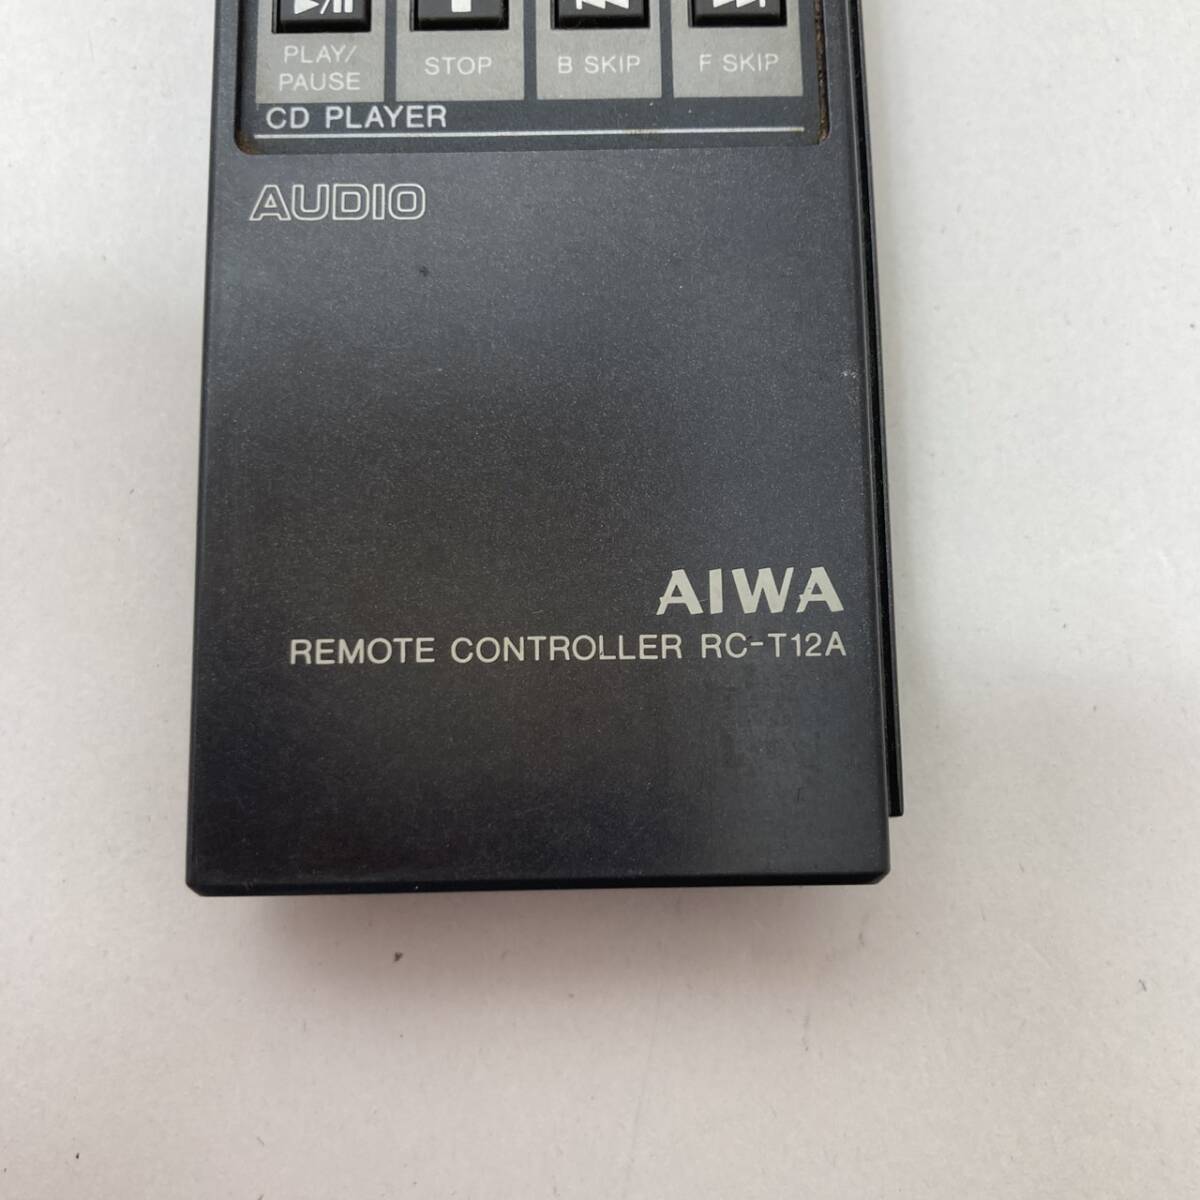 PLAY/
PAUSE
STOP
B SKIP
F SKIP
CD PLAYER
AUDIO
AIWA
REMOTE CONTROLLER RC-T12A